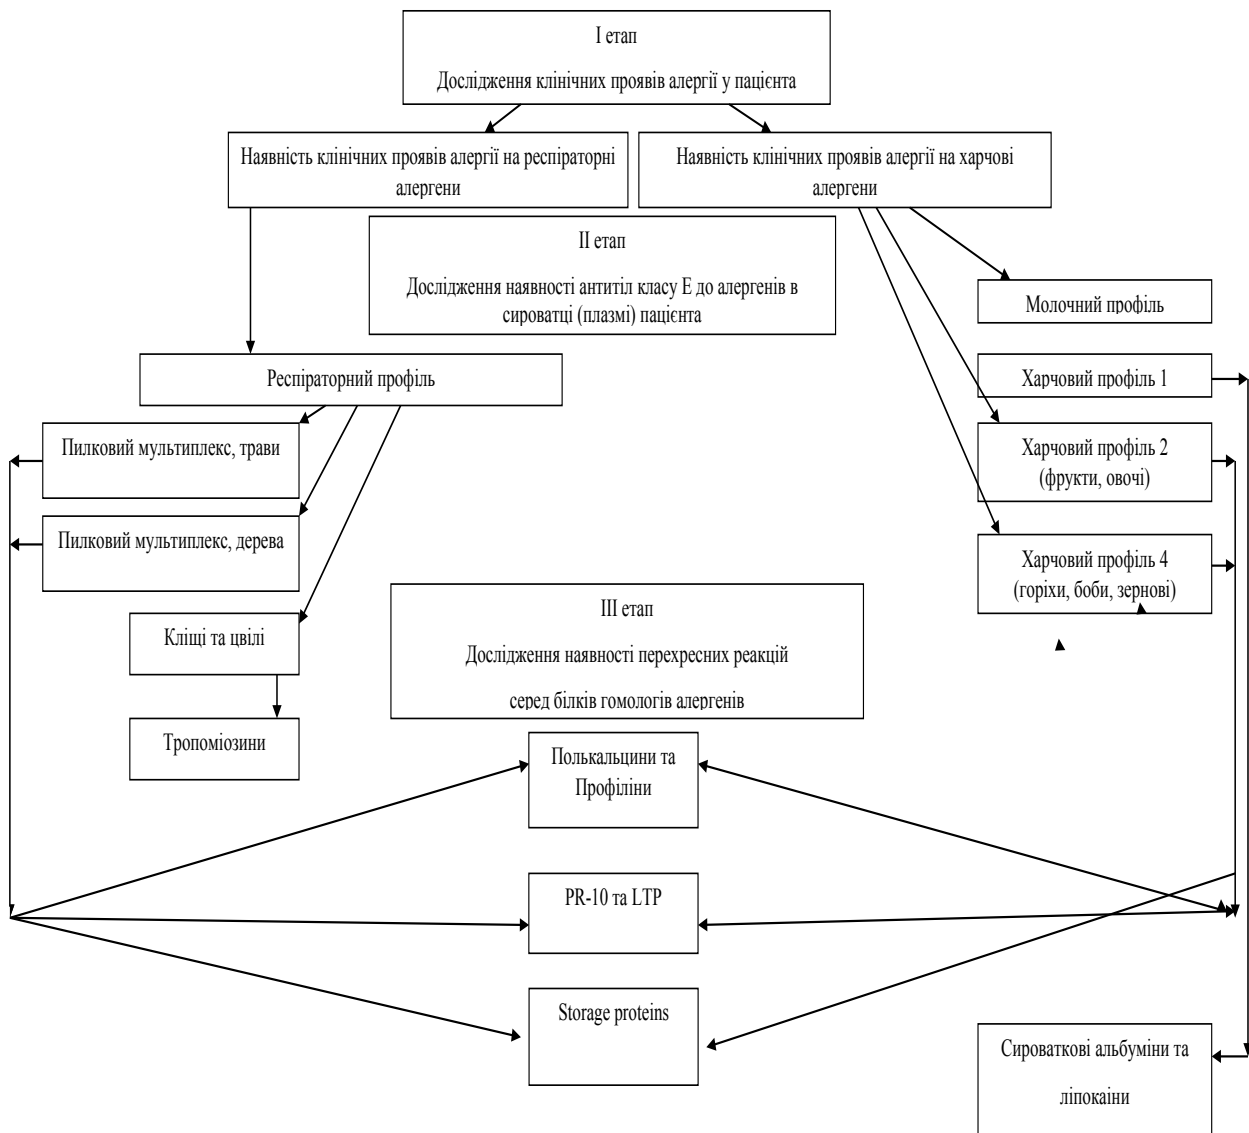 І етап
Дослідження клінічних проявів алергії у пацієнта
Наявність клінічних проявів алергії на респіраторні
алергени
Наявність клінічних проявів алергії на харчові
алергени
ІІ етап
Дослідження наявності антитіл класу Е до алергенів в
сироватці (плазмі) пацієнта
Молочний профіль
Респіраторний профіль
Харчовий профіль 1
Пилковий мультиплекс, трави
Харчовий профіль 2
(фрукти, овочі)
Пилковий мультиплекс, дерева
Харчовий профіль 4
(горіхи, боби, зернові)
Кліщі та цвілі
ІІІ етап
Дослідження наявності перехресних реакцій
серед білків гомологів алергенів
Тропоміозини
Полькальцини та
Профіліни
PR-10 та LTP
Storage proteins
Сироваткові альбуміни та
ліпокаіни